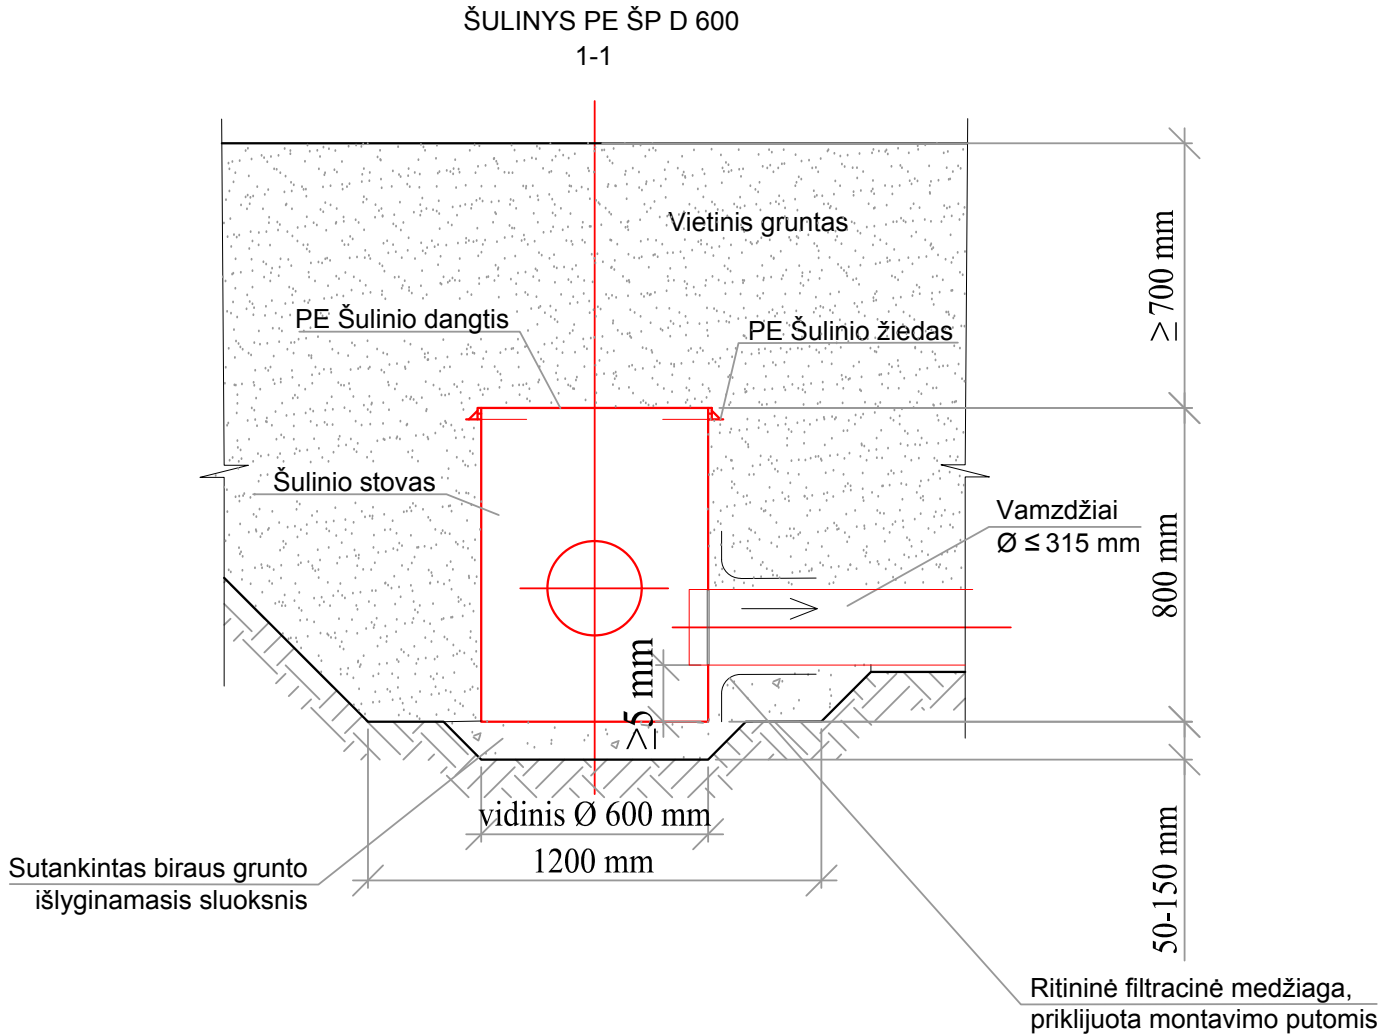 ŠULINYS PE ŠP D 600
1-1
Vietinis gruntas
≥700 mm
PE Šulinio dangtis
PE Šulinio žiedas
Šulinio stovas
Vamzdžiai
Ø ≤ 315 mm
800 mm
≥5 mm
vidinis Ø 600 mm
1200 mm
Sutankintas biraus grunto
išlyginamasis sluoksnis
50-150 mm
Ritininė filtracinė medžiaga,
priklijuota montavimo putomis